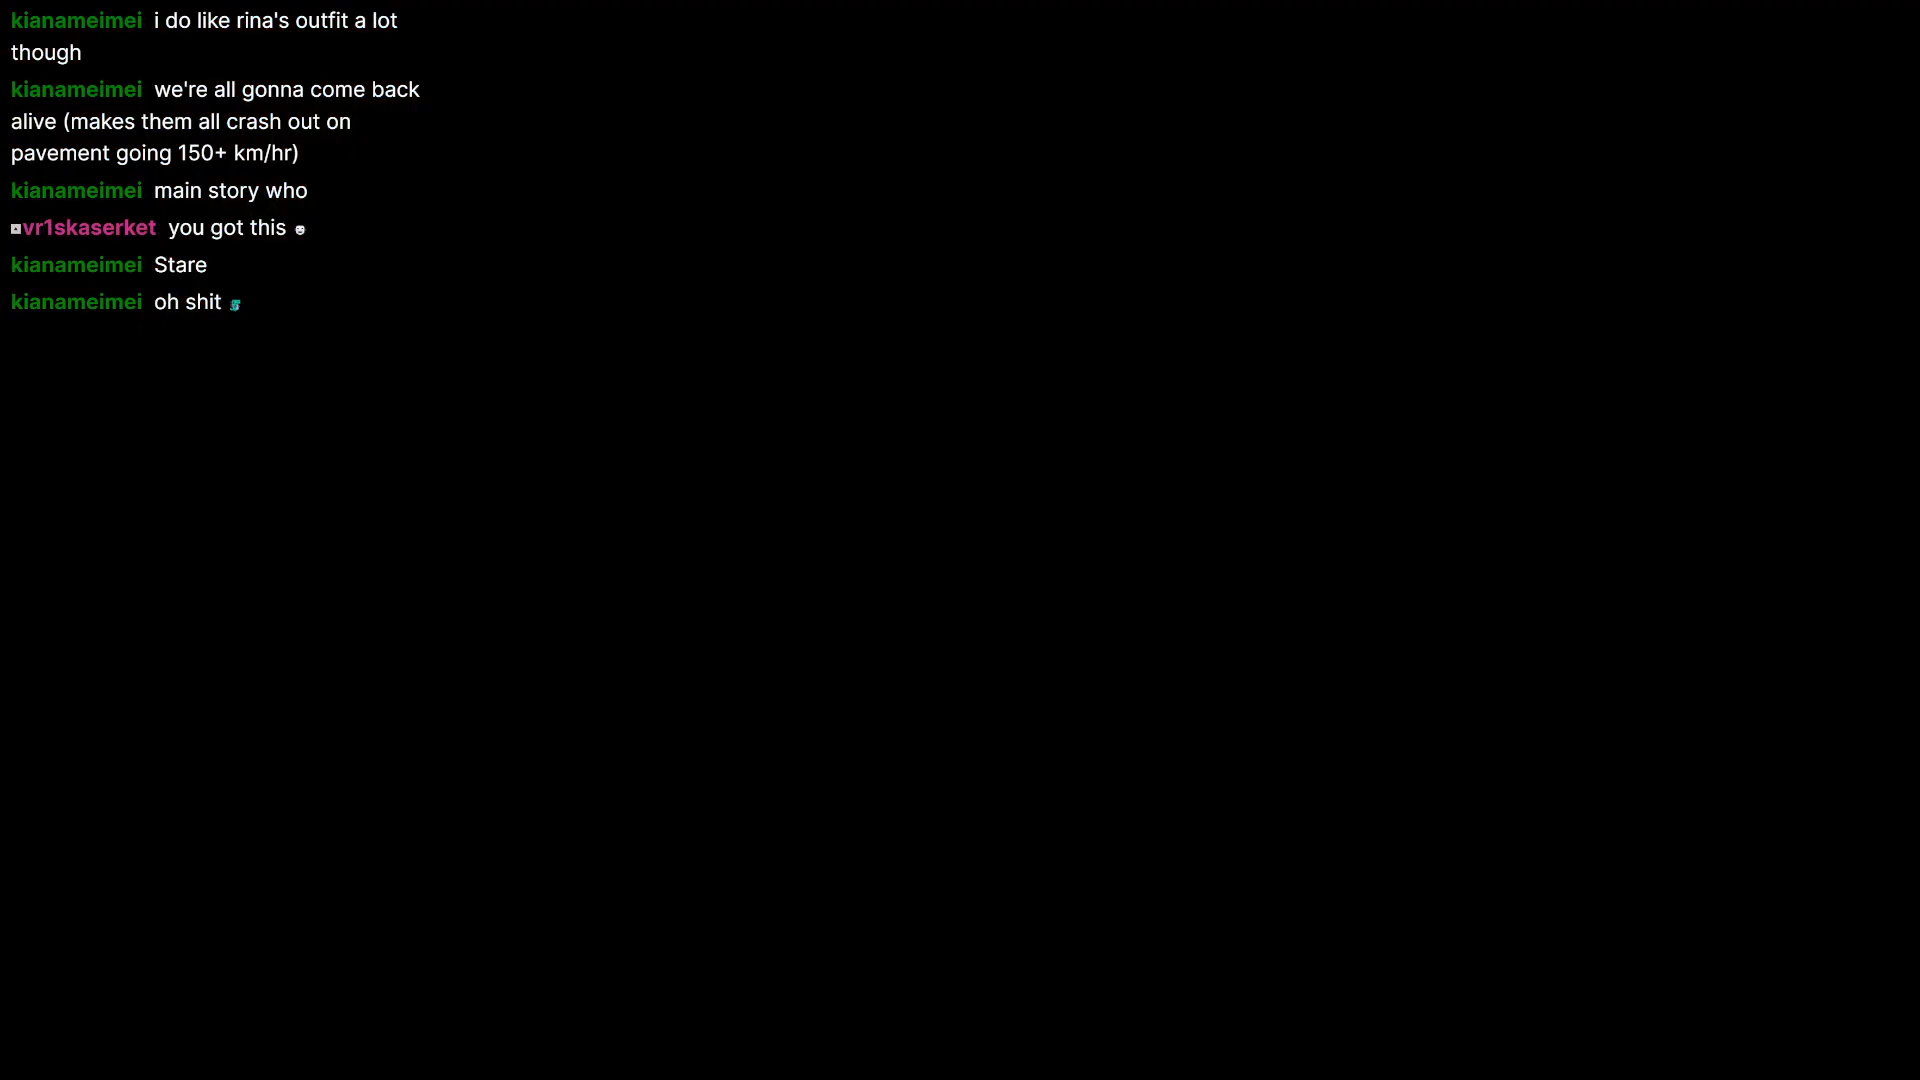 kianameimei i do like rina's outfit a lot
though
kianameimei we're all gonna come back
alive (makes them all crash out on
pavement going 150+ km/hr)
kianameimei main story who
vr1skaserket you got this
kianameimei Stare
kianameimei oh shit